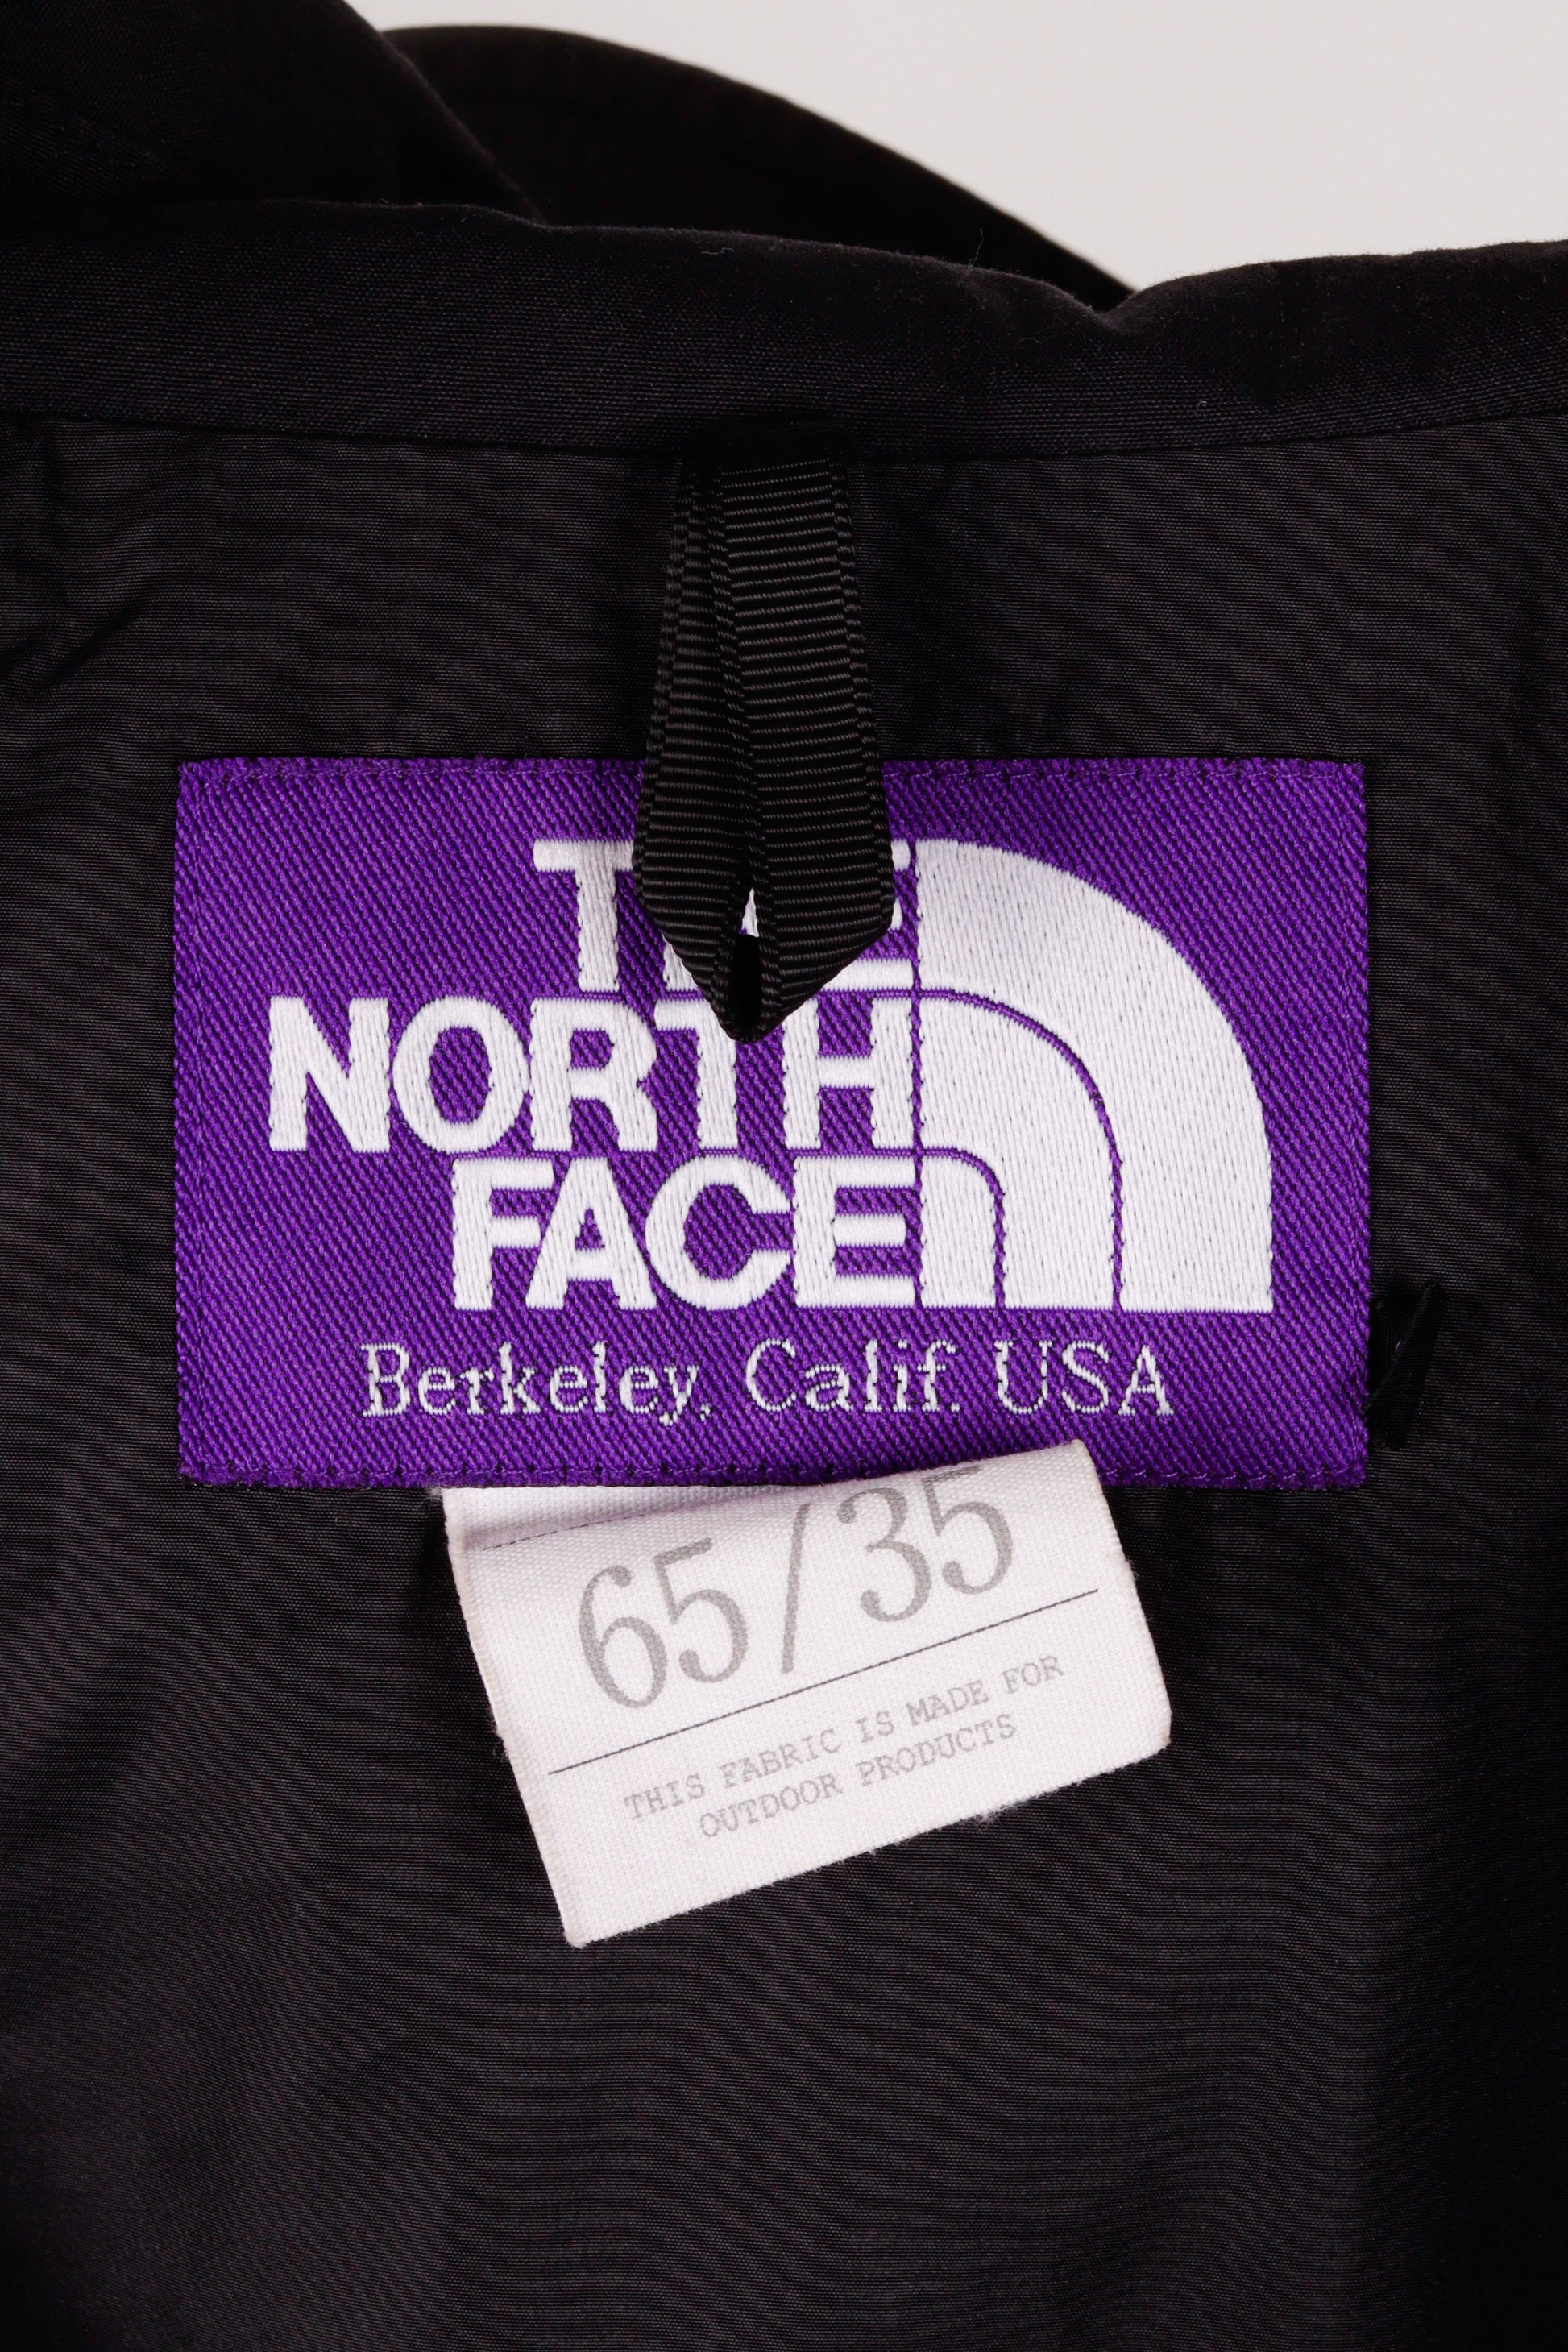 THE
NORTH
FACE
Berkeley, Calif. USA
65/35
THIS FABRIC IS MADE FOR
OUTDOOR PRODUCTS